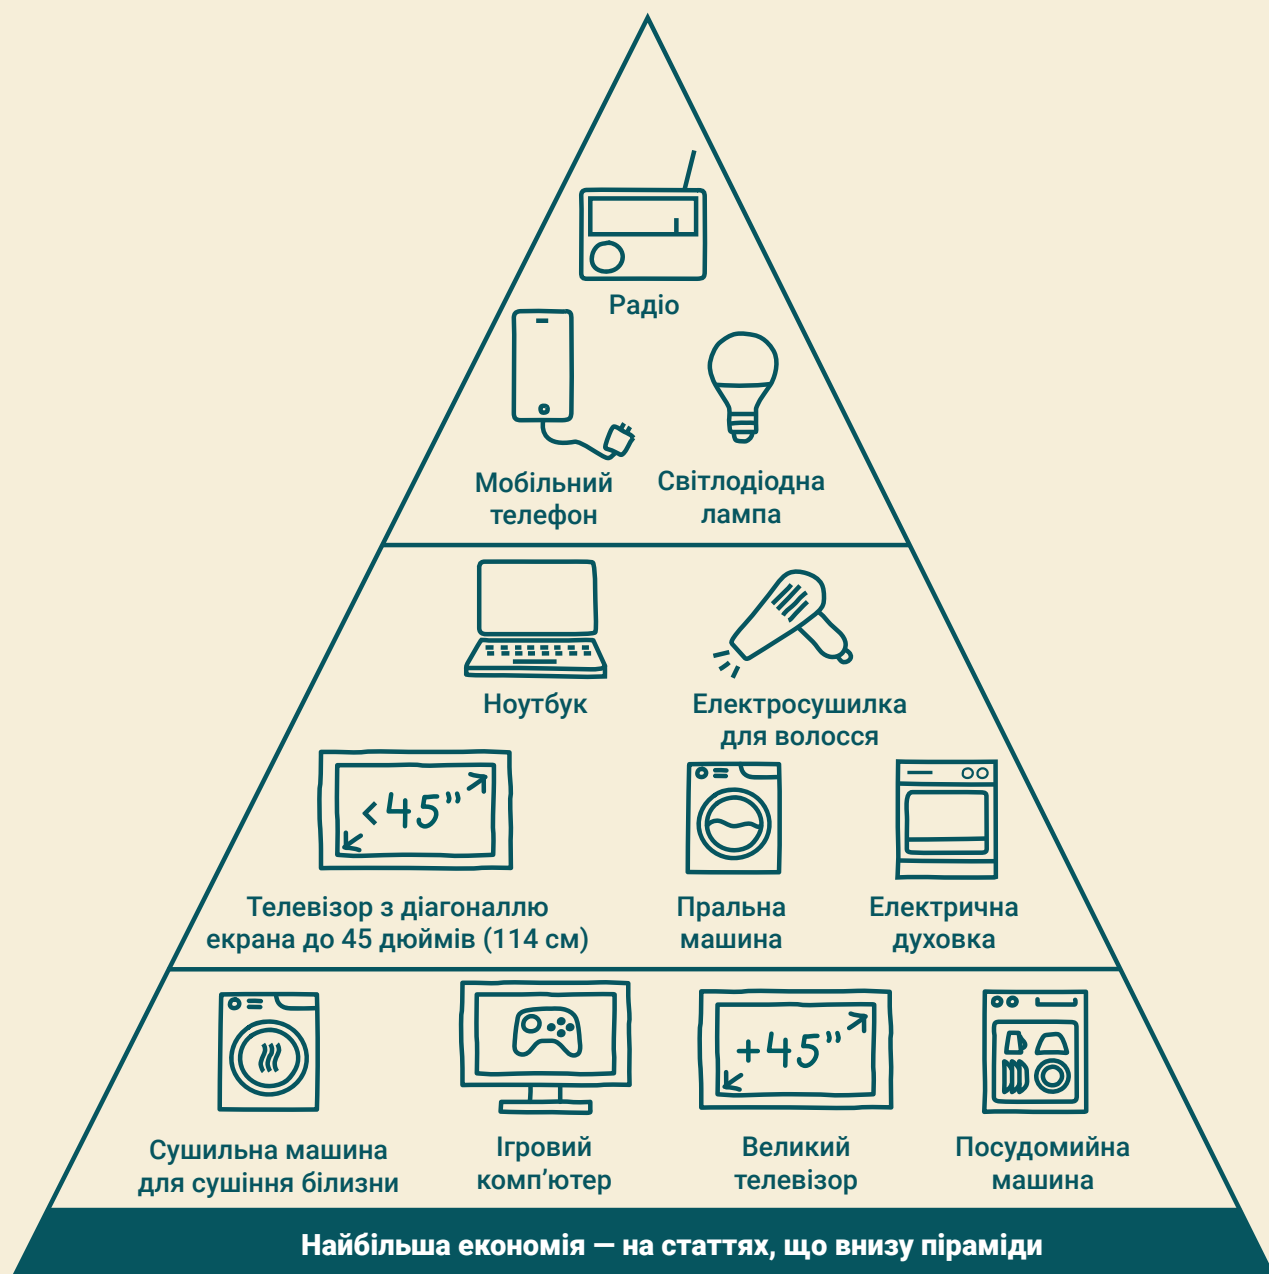 Радіо
Мобільний
телефон
Світлодіодна
лампа
Ноутбук
Електросушилка
для волосся
<45"
Телевізор з діагоналлю
екрана до 45 дюймів (114 см)
Пральна
машина
Електрична
духовка
Сушильна машина
для сушіння білизни
Ігровий
комп’ютер
+45"
Великий
телевізор
Посудомийна
машина
Найбільша економія — на статтях, що внизу піраміди